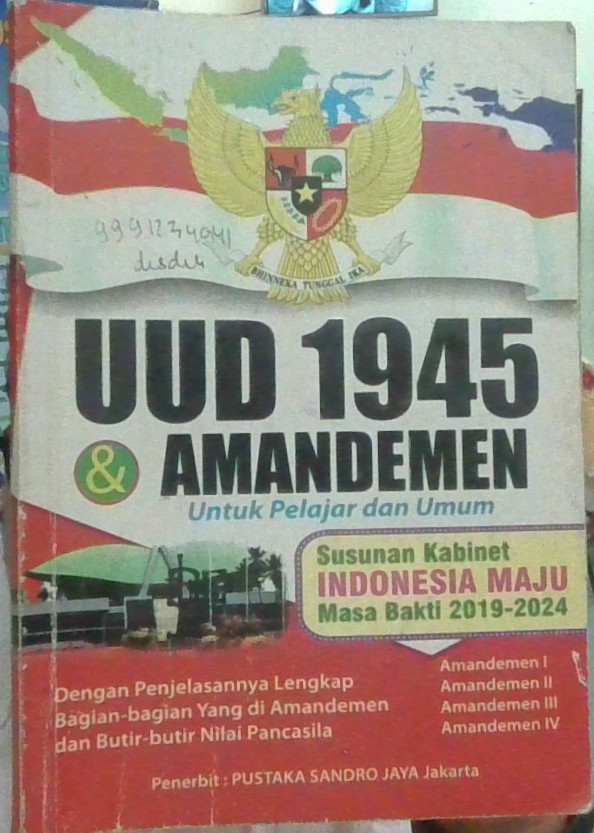 BHINNEKA TUNGGAL IKA
UUD 1945
& AMANDEMEN
Untuk Pelajar dan Umum
Susunan Kabinet
INDONESIA MAJU
Masa Bakti 2019-2024
Dengan Penjelasannya Lengkap
Bagian-bagian Yang di Amandemen
dan Butir-butir Nilai Pancasila
Amandemen I
Amandemen II
Amandemen III
Amandemen IV
Penerbit : PUSTAKA SANDRO JAYA Jakarta